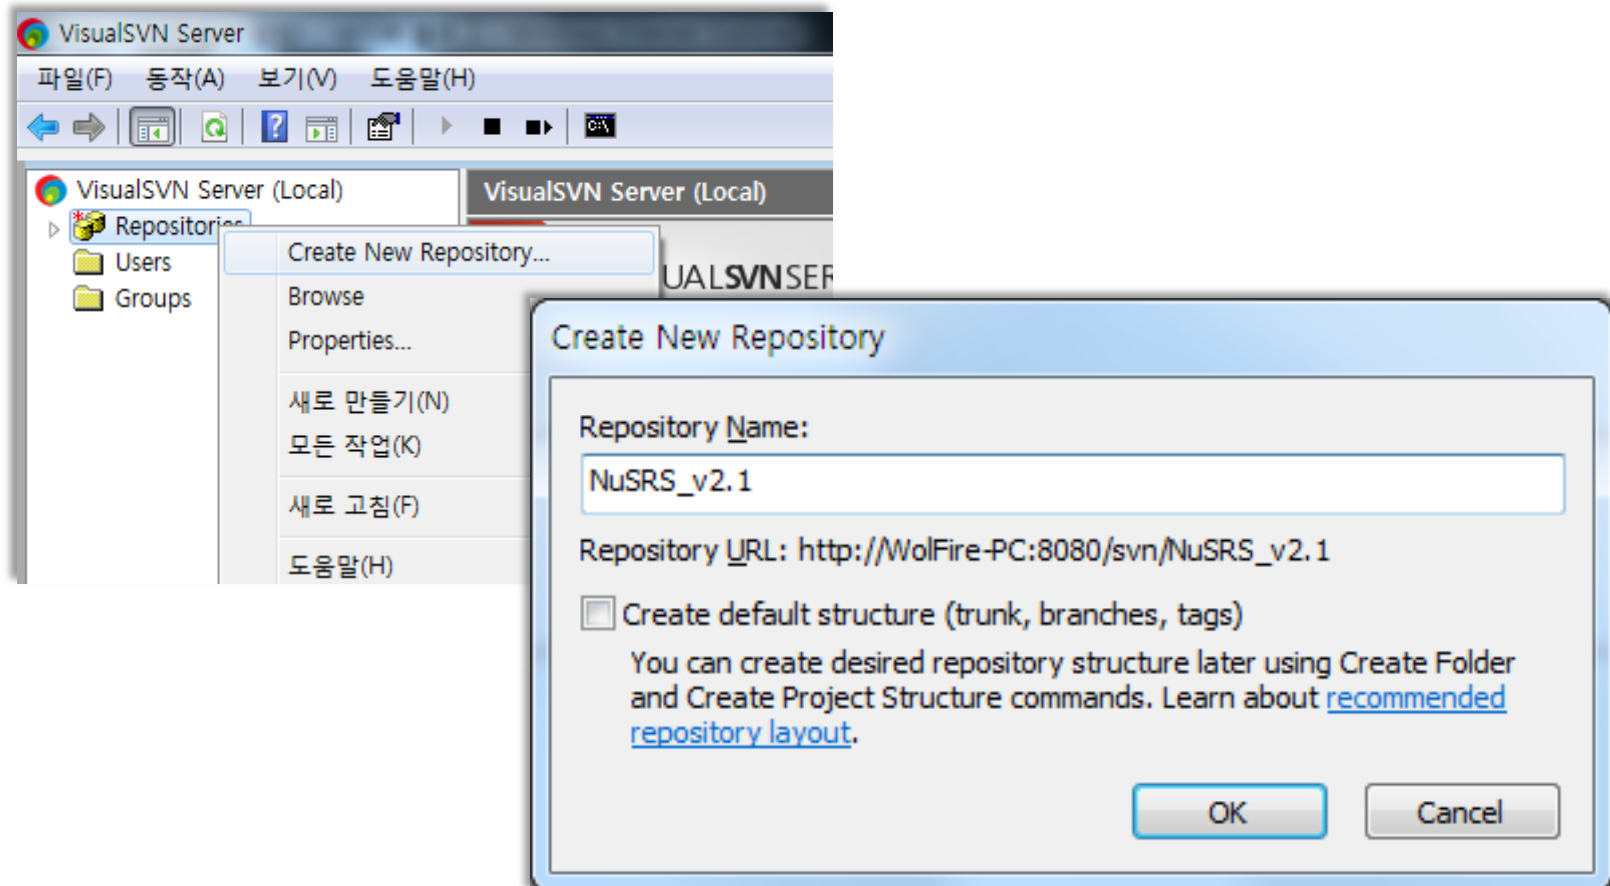 VisualSVN Server
파일(F) 동작(A) 보기(V) 도움말(H)
VisualSVN Server (Local)
Repositories
Users
Groups
VisualSVN Server (Local)
UALSVNSER
Create New Repository...
Browse
Properties...
새로 만들기(N)
모든 작업(K)
새로 고침(F)
도움말(H)
Create New Repository
Repository Name:
NuSRS_v2.1
Repository URL: http://WolFire-PC:8080/svn/NuSRS_v2.1
Create default structure (trunk, branches, tags)
You can create desired repository structure later using Create Folder
and Create Project Structure commands. Learn about recommended
repository layout.
OK Cancel